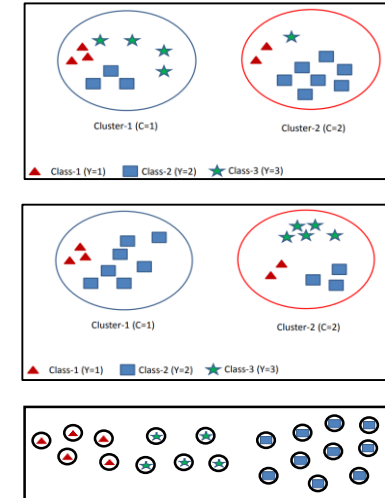 Cluster-1 (C=1) Cluster-2 (C=2)
Class-1 (Y=1) Class-2 (Y=2) Class-3 (Y=3)
Cluster-1 (C=1) Cluster-2 (C=2)
Class-1 (Y=1) Class-2 (Y=2) Class-3 (Y=3)